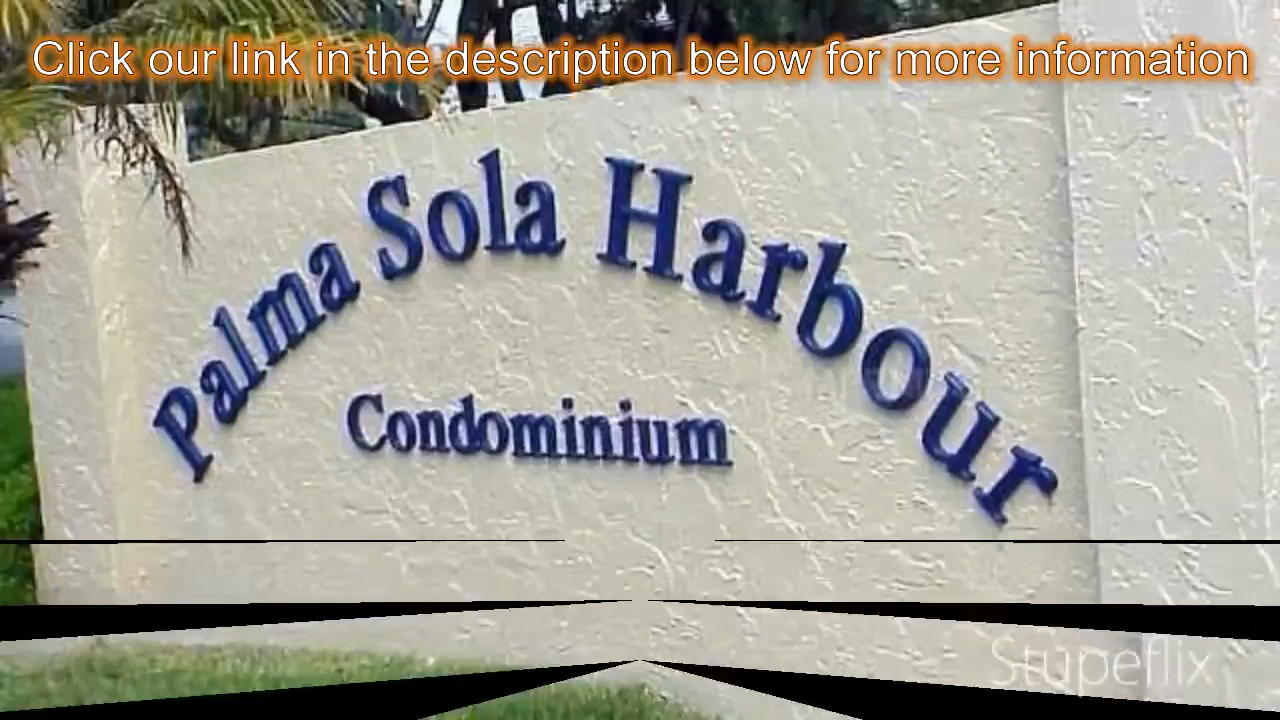 Click our link in the description below for more information
Palma Sola Harbour
Condominium
Stupeflix